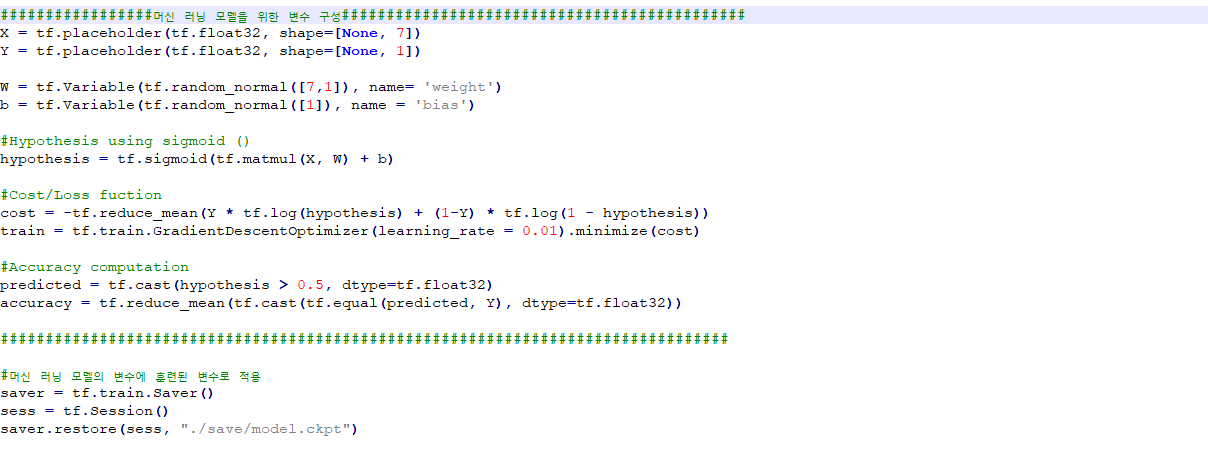 #################머신 러닝 모델을 위한 변수 구성#############################################
X = tf.placeholder(tf.float32, shape=[None, 7])
Y = tf.placeholder(tf.float32, shape=[None, 1])
W = tf.Variable(tf.random_normal([7,1]), name= 'weight')
b = tf.Variable(tf.random_normal([1]), name = 'bias')
#Hypothesis using sigmoid ()
hypothesis = tf.sigmoid(tf.matmul(X, W) + b)
#Cost/Loss fuction
cost = -tf.reduce_mean(Y * tf.log(hypothesis) + (1-Y) * tf.log(1 - hypothesis))
train = tf.train.GradientDescentOptimizer(learning_rate = 0.01).minimize(cost)
#Accuracy computation
predicted = tf.cast(hypothesis > 0.5, dtype=tf.float32)
accuracy = tf.reduce_mean(tf.cast(tf.equal(predicted, Y), dtype=tf.float32))
#################################################################################
#머신 러닝 모델의 변수에 훈련된 변수로 적용
saver = tf.train.Saver()
sess = tf.Session()
saver.restore(sess, "./save/model.ckpt")